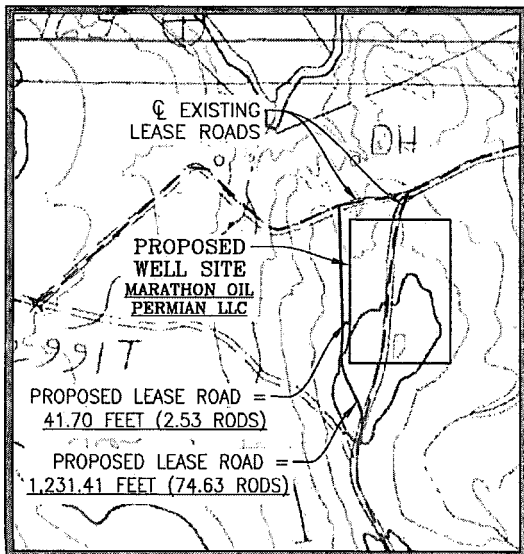 ℄ EXISTING
LEASE ROADS
DH
PROPOSED
WELL SITE
MARATHON OIL
PERMIAN LLC
PROPOSED LEASE ROAD =
41.70 FEET (2.53 RODS)
PROPOSED LEASE ROAD =
1,231.41 FEET (74.63 RODS)